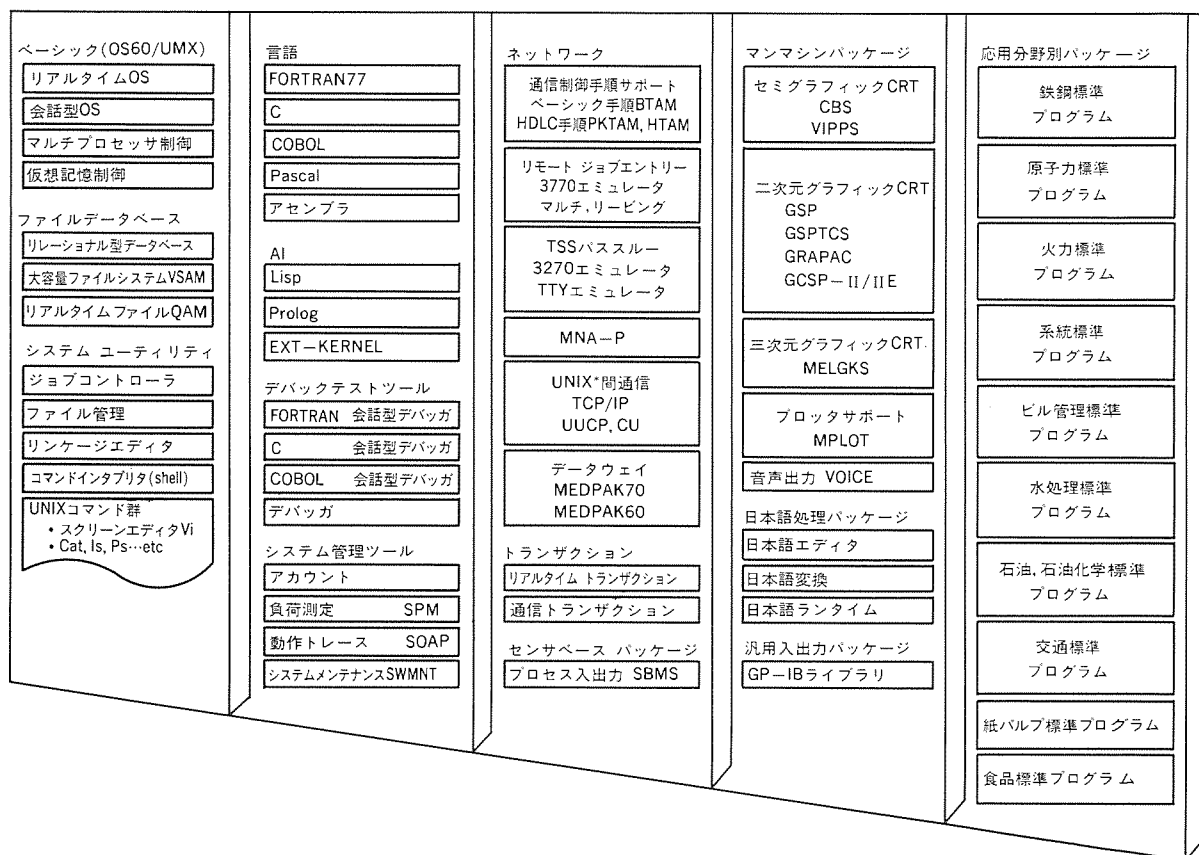 ベーシック(OS60/UMX)
リアルタイムOS
会話型OS
マルチプロセッサ制御
仮想記憶制御
ファイルデータベース
リレーショナル型データベース
大容量ファイルシステムVSAM
リアルタイムファイルQAM
システム ユーティリティ
ジョブコントローラ
ファイル管理
リンケージエディタ
コマンドインタプリタ(shell)
UNIXコマンド群
・スクリーンエディタVi
・Cat, ls, Ps…etc
言語
FORTRAN77
C
COBOL
Pascal
アセンブラ
AI
Lisp
Prolog
EXT－KERNEL
デバックテストツール
FORTRAN 会話型デバッガ
C 会話型デバッガ
COBOL 会話型デバッガ
デバッガ
システム管理ツール
アカウント
負荷測定 SPM
動作トレース SOAP
システムメンテナンスSWMNT
ネットワーク
通信制御手順サポート
ベーシック手順BTAM
HDLC手順PKTAM, HTAM
リモート ジョブエントリー
3770エミュレータ
マルチ,リービング
TSSパススルー
3270エミュレータ
TTYエミュレータ
MNA－P
UNIX*間通信
TCP/IP
UUCP, CU
データウェイ
MEDPAK70
MEDPAK60
トランザクション
リアルタイム トランザクション
通信トランザクション
センサベース パッケージ
プロセス入出力 SBMS
マンマシンパッケージ
セミグラフィックCRT
CBS
VIPPS
二次元グラフィックCRT
GSP
GSPTCS
GRAPAC
GCSP－II/IIE
三次元グラフィックCRT
MELGKS
プロッタサポート
MPLOT
音声出力 VOICE
日本語処理パッケージ
日本語エディタ
日本語変換
日本語ランタイム
汎用入出力パッケージ
GP－IBライブラリ
応用分野別パッケージ
鉄鋼標準
プログラム
原子力標準
プログラム
火力標準
プログラム
系統標準
プログラム
ビル管理標準
プログラム
水処理標準
プログラム
石油,石油化学標準
プログラム
交通標準
プログラム
紙パルプ標準プログラム
食品標準プログラム